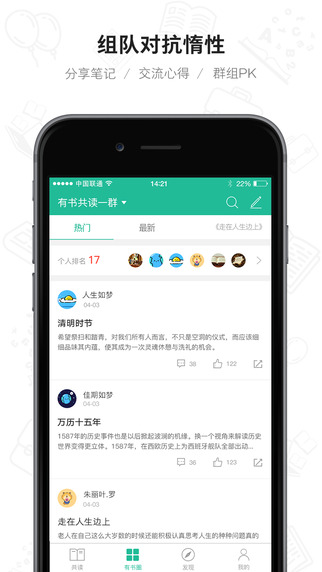 组队对抗惰性
分享笔记 / 交流心得 / 群组PK
中国联通 14:21 22%
有书共读一群
热门 最新 《走在人生边上》
个人排名 17
人生如梦
04-03
清明时节
希望祭扫和踏青，对我们所有人而言，不只是空洞的仪式，而应该细
细品味其内蕴，使其成为一次灵魂休憩与洗礼的机会。
38 122
佳期如梦
04-03
万历十五年
1587年的历史事件也是以后掀起波澜的机缘。换一个视角来解读历史
世界变得更立体。1587年，在西欧历史上为西班牙舰队全部出动...
38 123
朱丽叶.罗
04-03
走在人生边上
老人在自己这么大岁数的时候还能积极认真思考人生的种种问题真的
共读 有书圈 发现 我的